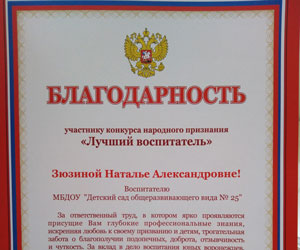 БЛАГОДАРНОСТЬ
участнику конкурса народного признания
«Лучший воспитатель»
Зюзиной Наталье Александровне!
Воспитателю
МБДОУ "Детский сад общеразвивающего вида № 25"
За ответственный труд, в котором ярко проявляются
присущие Вам глубокие профессиональные знания,
искренняя любовь к своему призванию и детям, трогательная
забота о благополучии подопечных, доброта, отзывчивость
и чуткость. За вклад в дело воспитания юных воронежцев.